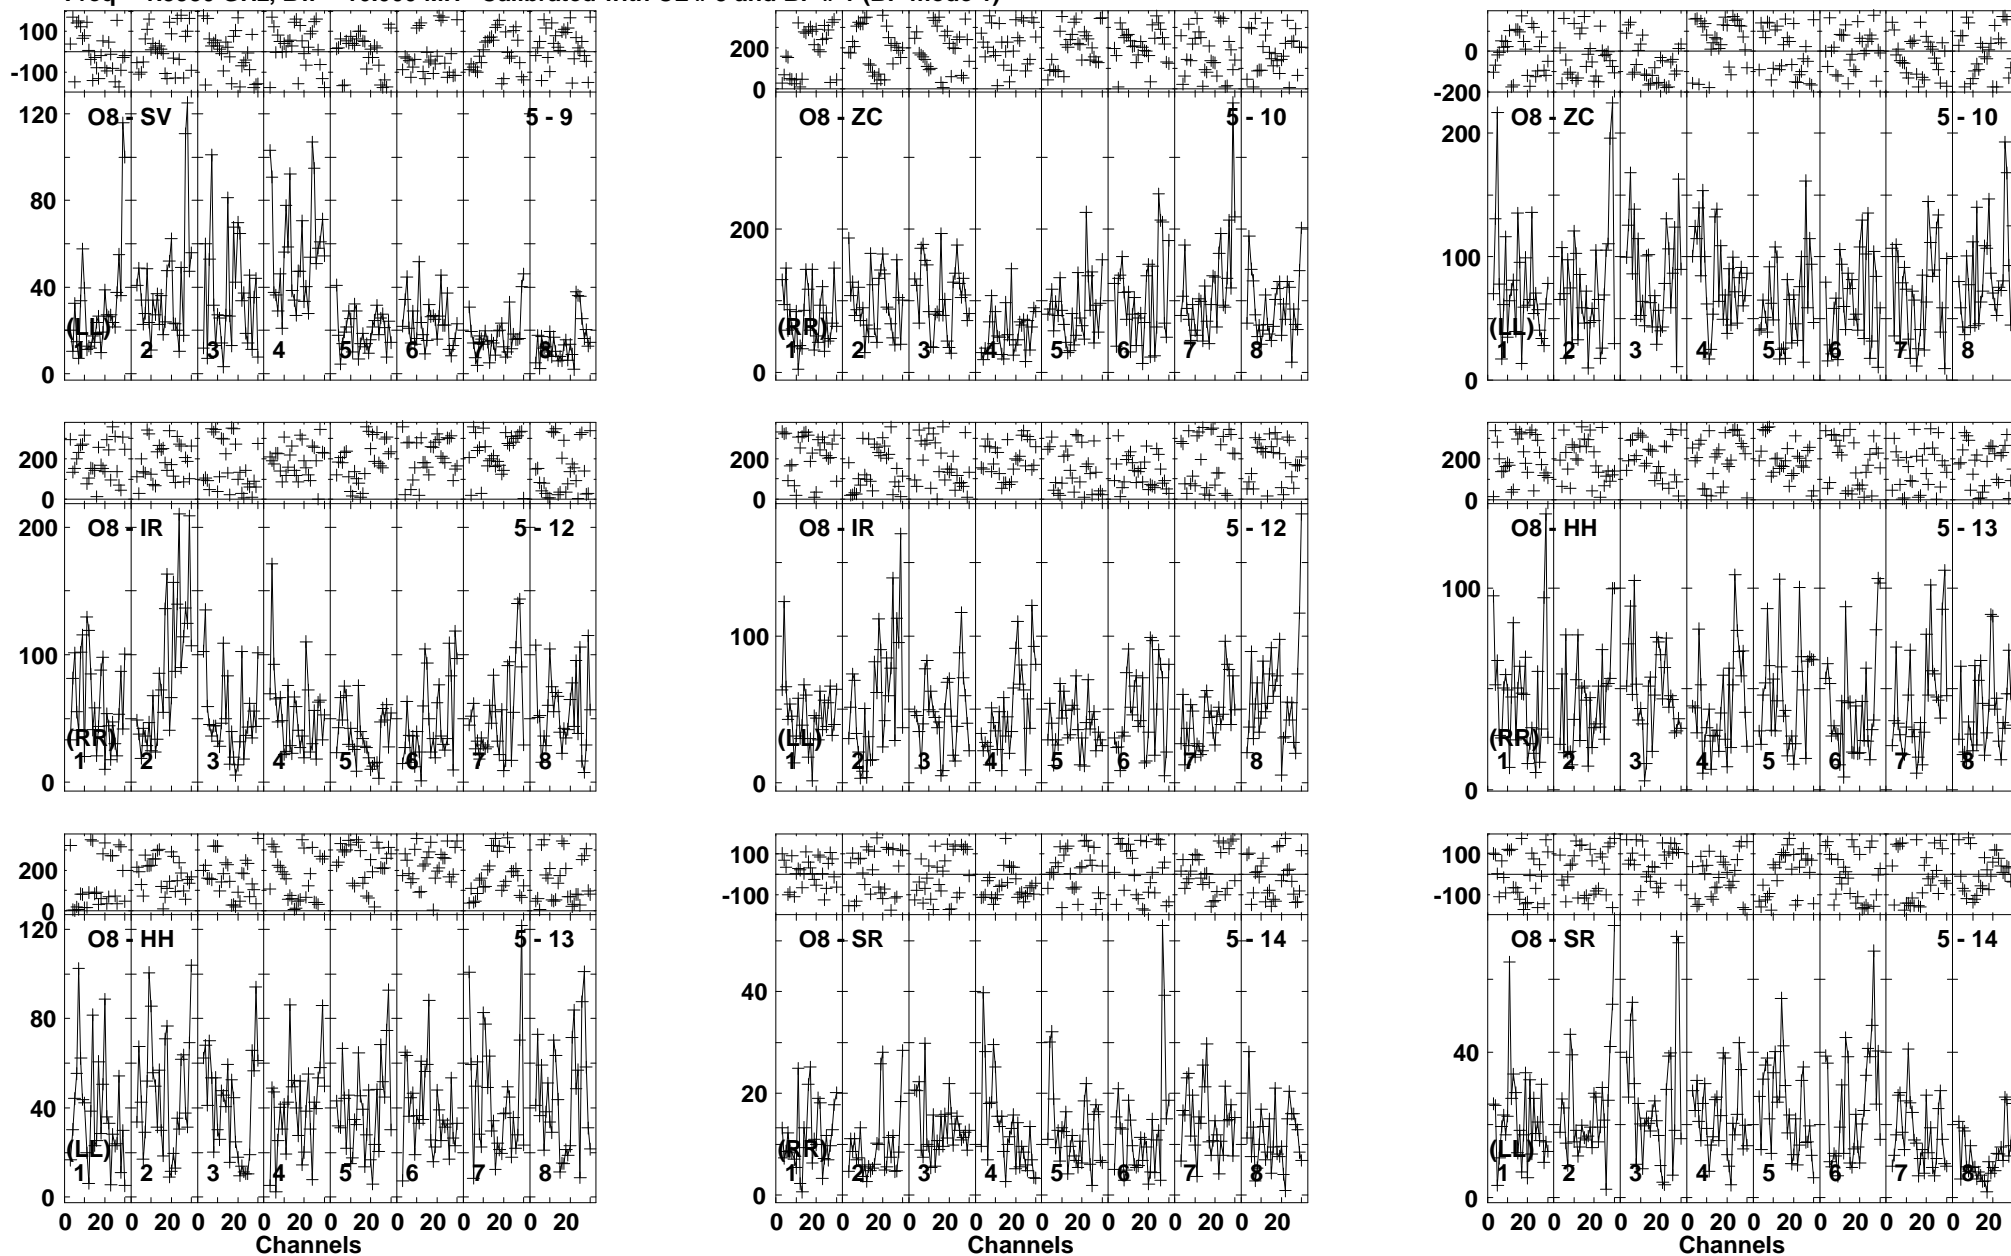 100 -100 200 0 0 -200
120 O8 - SV 5 - 9 O8 - ZC 5 - 10 200 O8 - ZC 5 - 10
80 200 100
40
(LL) (RR) (LL)
1 2 3 4 5 6 7 8 1 2 3 4 5 6 7 8 1 2 3 4 5 6 7 8
0 0 0
200 0 200 0 200 0
200 O8 - IR 5 - 12 O8 - IR 5 - 12 O8 - HH 5 - 13
100 100 100
(RR) (LL) (RR)
1 2 3 4 5 6 7 8 1 2 3 4 5 6 7 8 1 2 3 4 5 6 7 8
0 0 0
200 0 100 -100 100 -100
120 O8 - HH 5 - 13 O8 - SR 5 - 14 O8 - SR 5 - 14
80 40 40
40 20
(LL) (RR) (LL)
1 2 3 4 5 6 7 8 1 2 3 4 5 6 7 8 1 2 3 4 5 6 7 8
0 0 0
0 20 0 20 0 20 0 20 0 20 0 20 0 20 0 20 0 20 0 20 0 20 0 20 0 20 0 20 0 20 0 20 0 20 0 20 0 20 0 20 0 20 0 20 0 20 0 20
Channels Channels Channels